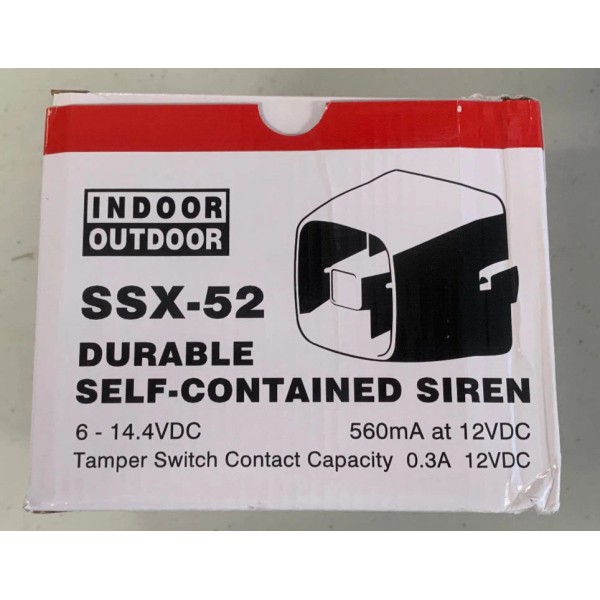 INDOOR
OUTDOOR
SSX-52
DURABLE
SELF-CONTAINED SIREN
6 - 14.4VDC 560mA at 12VDC
Tamper Switch Contact Capacity 0.3A 12VDC